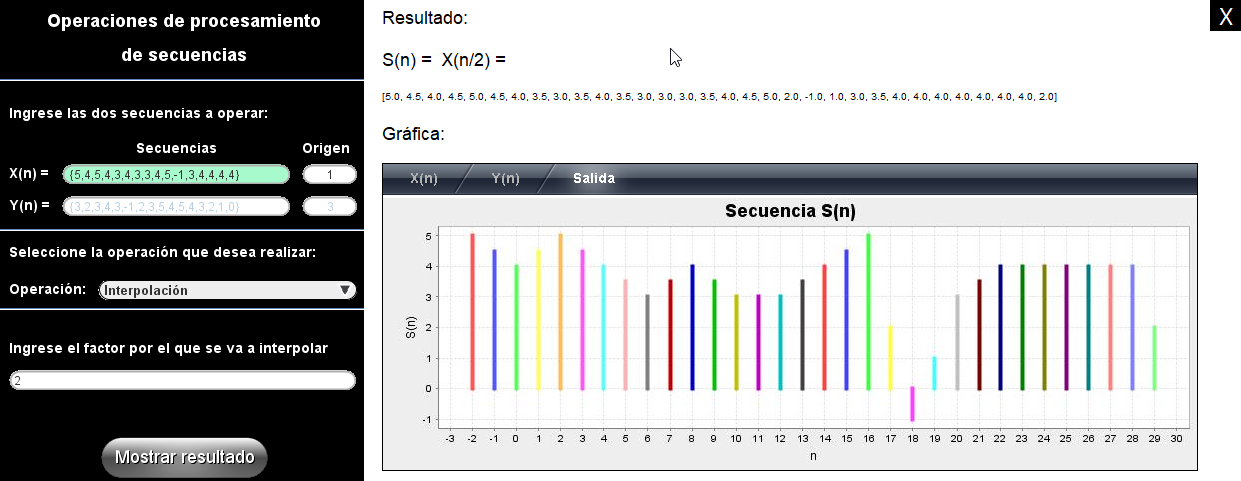 Operaciones de procesamiento
de secuencias
Ingrese las dos secuencias a operar:
Secuencias Origen
X(n) = {5,4,5,4,3,4,3,3,4,5,-1,3,4,4,4,4} 1
Y(n) = {3,2,3,4,3,-1,2,3,5,4,5,4,3,2,1,0} 3
Seleccione la operación que desea realizar:
Operación: Interpolación
Ingrese el factor por el que se va a interpolar
2
Mostrar resultado
X
Resultado:
S(n) = X(n/2) =
[5.0, 4.5, 4.0, 4.5, 5.0, 4.5, 4.0, 3.5, 3.0, 3.5, 4.0, 3.5, 3.0, 3.0, 3.0, 3.5, 4.0, 4.5, 5.0, 2.0, -1.0, 1.0, 3.0, 3.5, 4.0, 4.0, 4.0, 4.0, 4.0, 4.0, 4.0, 2.0]
Gráfica:
X(n) Y(n) Salida
Secuencia S(n)
S(n)
5
4
3
2
1
0
-1
-3 -2 -1 0 1 2 3 4 5 6 7 8 9 10 11 12 13 14 15 16 17 18 19 20 21 22 23 24 25 26 27 28 29 30
n